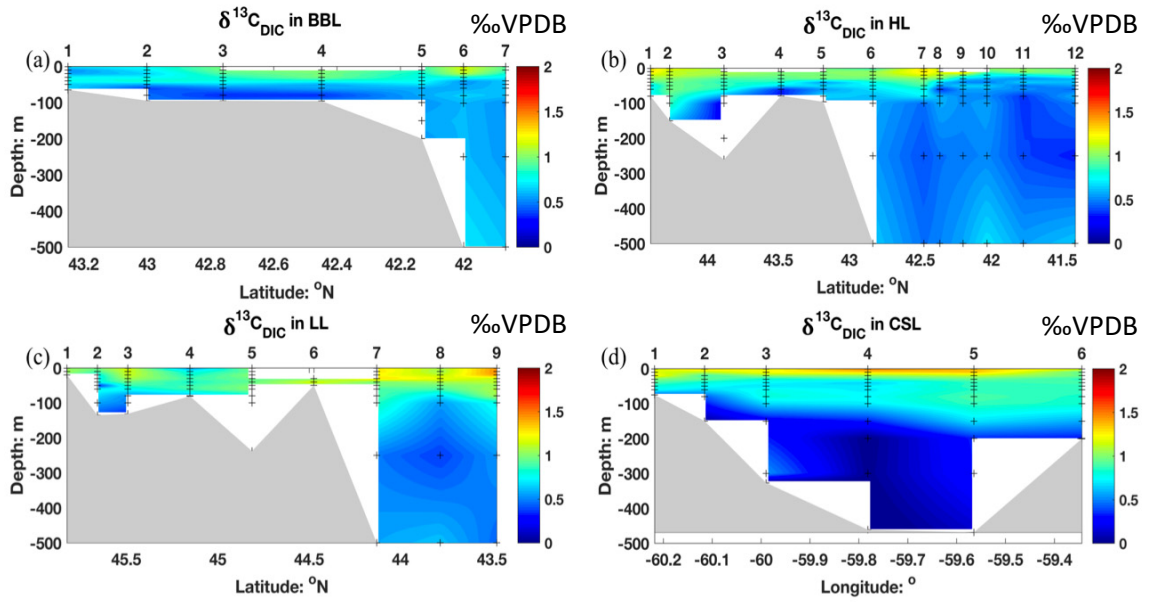 δ13CDIC in BBL ‰VPDB
(a) 1 2 3 4 5 6 7
0 -100 -200 -300 -400 -500
Depth: m
2 1.5 1 0.5 0
43.2 43 42.8 42.6 42.4 42.2 42
Latitude: oN
δ13CDIC in HL ‰VPDB
(b) 1 2 3 4 5 6 7 8 9 10 11 12
0 -100 -200 -300 -400 -500
Depth: m
2 1.5 1 0.5 0
44 43.5 43 42.5 42 41.5
Latitude: oN
δ13CDIC in LL ‰VPDB
(c) 1 2 3 4 5 6 7 8 9
0 -100 -200 -300 -400 -500
Depth: m
2 1.5 1 0.5 0
45.5 45 44.5 44 43.5
Latitude: oN
δ13CDIC in CSL ‰VPDB
(d) 1 2 3 4 5 6
0 -100 -200 -300 -400 -500
Depth: m
2 1.5 1 0.5 0
-60.2 -60.1 -60 -59.9 -59.8 -59.7 -59.6 -59.5 -59.4
Longitude: o